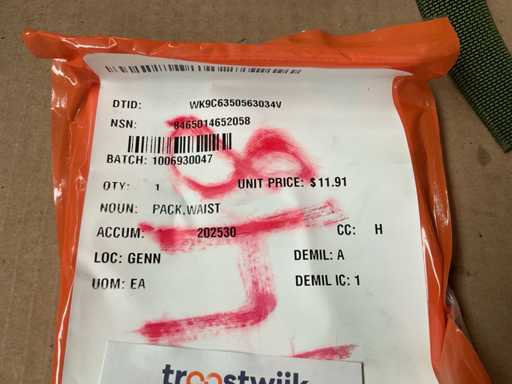 DTID: WK9C6350563034V
NSN: 8465014652058
BATCH: 1006930047
QTY: 1 UNIT PRICE: $11.91
NOUN: PACK,WAIST
ACCUM: 202530 CC: H
LOC: GENN DEMIL: A
UOM: EA DEMIL IC: 1
troostwijk